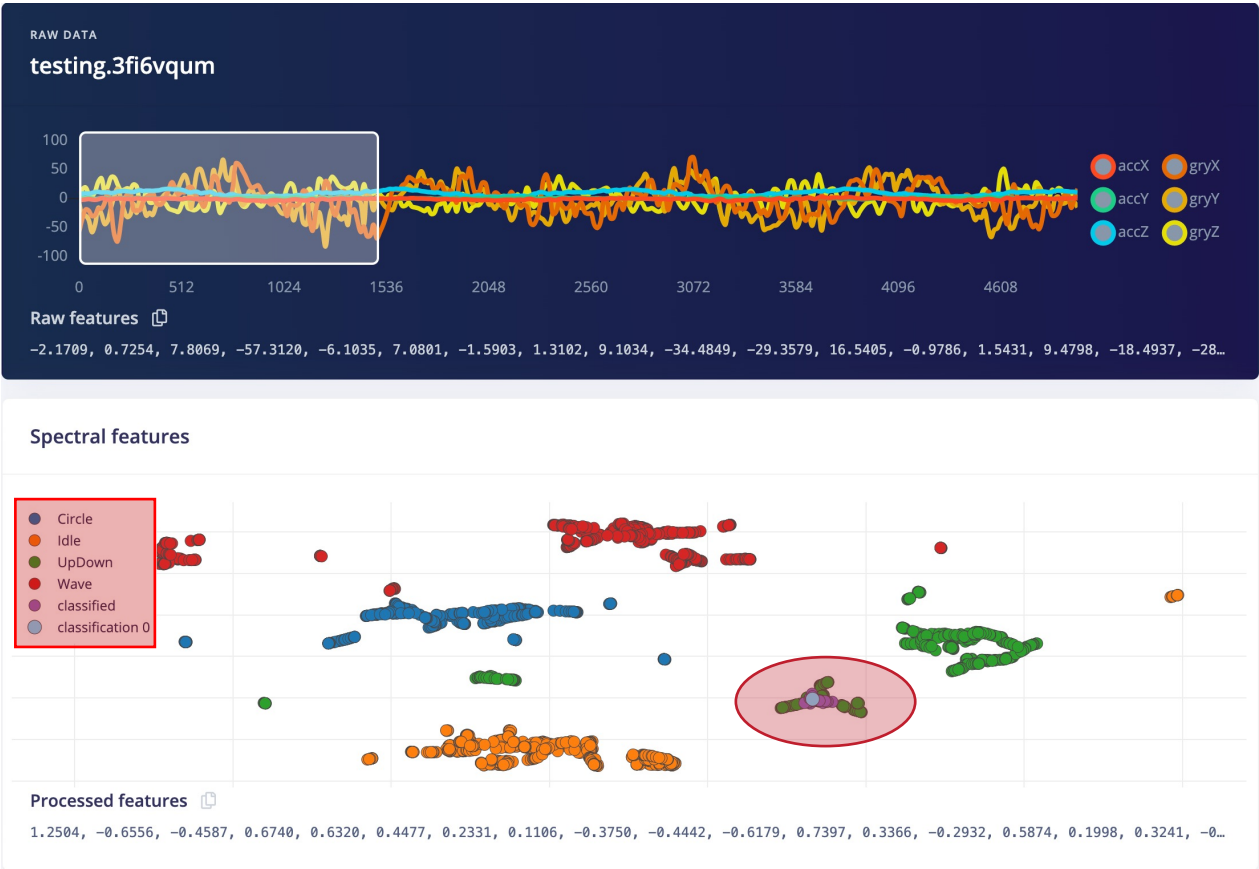 RAW DATA
testing.3fi6vqum
100
50
0
-50
-100
0 512 1024 1536 2048 2560 3072 3584 4096 4608
accX gryX
accY gryY
accZ gryZ
Raw features
-2.1709, 0.7254, 7.8069, -57.3120, -6.1035, 7.0801, -1.5903, 1.3102, 9.1034, -34.4849, -29.3579, 16.5405, -0.9786, 1.5431, 9.4798, -18.4937, -28…
Spectral features
Circle
Idle
UpDown
Wave
classified
classification 0
Processed features
1.2504, -0.6556, -0.4587, 0.6740, 0.6320, 0.4477, 0.2331, 0.1106, -0.3750, -0.4442, -0.6179, 0.7397, 0.3366, -0.2932, 0.5874, 0.1998, 0.3241, -0…